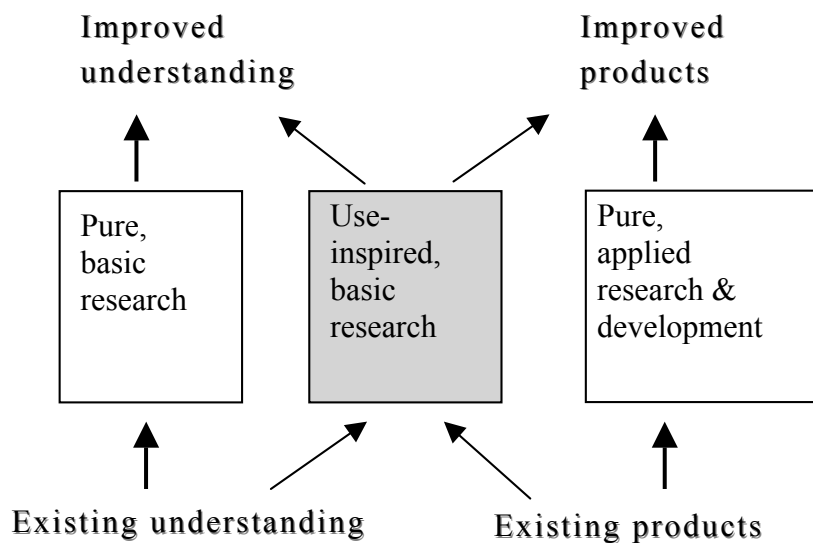 Improved
understanding
Improved
products
Pure,
basic
research
Use-
inspired,
basic
research
Pure,
applied
research &
development
Existing understanding
Existing products